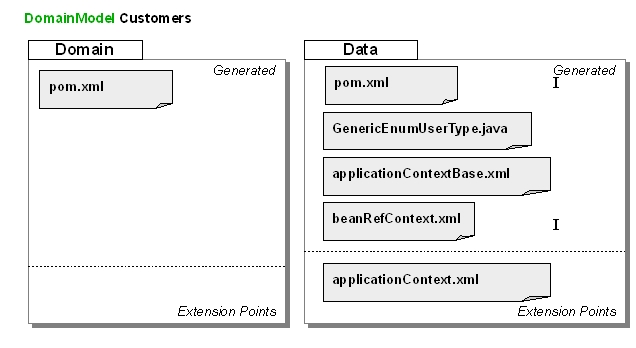 DomainModel Customers
Domain
Generated
pom.xml
Extension Points
Data
Generated
pom.xml
GenericEnumUserType.java
applicationContextBase.xml
beanRefContext.xml
applicationContext.xml
Extension Points